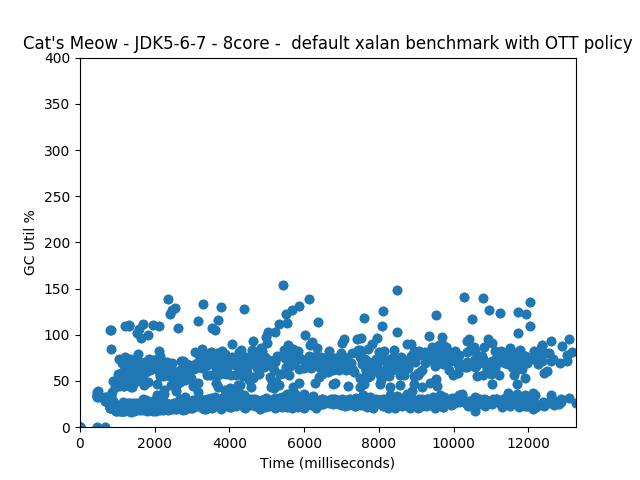 Cat's Meow - JDK5-6-7 - 8core -  default xalan benchmark with OTT policy
400
350
300
250
200
150
100
50
0
GC Util %
0 2000 4000 6000 8000 10000 12000
Time (milliseconds)